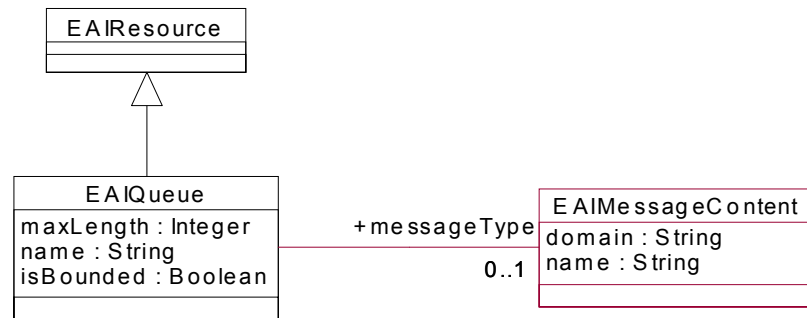 EAIResource
EAIQueue
maxLength : Integer
name : String
isBounded : Boolean
+messageType
0..1
EAIMessageContent
domain : String
name : String